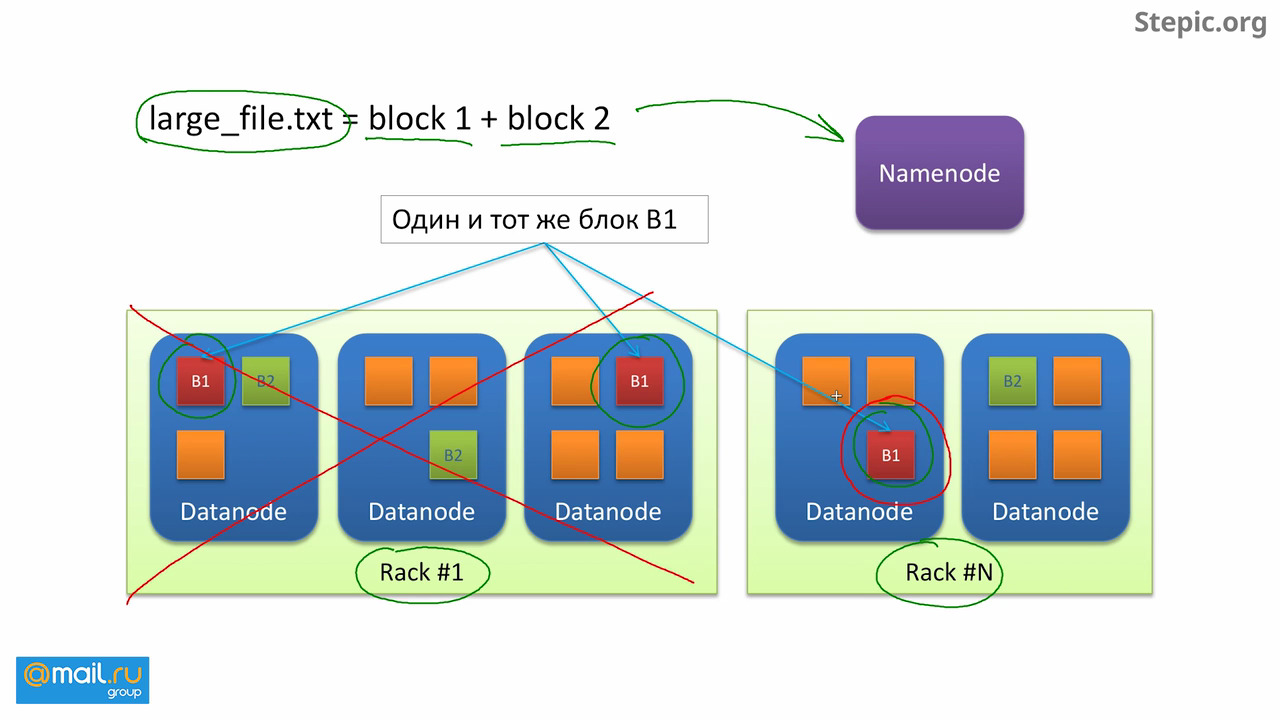 Stepic.org
large_file.txt = block 1 + block 2
Namenode
Один и тот же блок B1
B1 B2 B1 B2
B2 B1
Datanode Datanode Datanode Datanode Datanode
Rack #1 Rack #N
@mail.ru
group